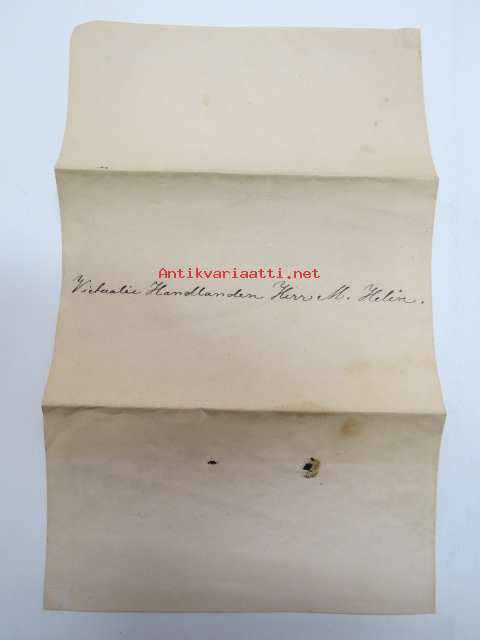 Antikvariaatti.net
Victualie Handlanden Herr M. Helin.